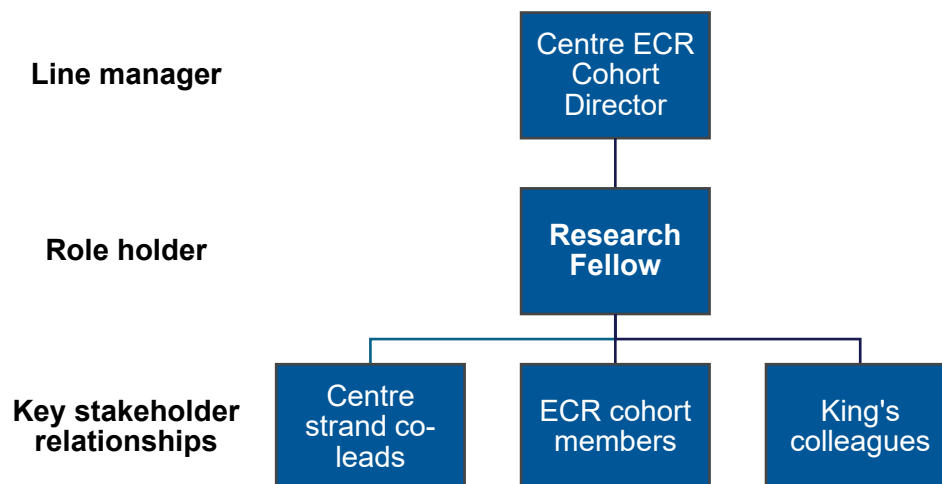 Line manager
Centre ECR
Cohort
Director
Role holder
Research
Fellow
Key stakeholder
relationships
Centre
strand co-
leads
ECR cohort
members
King's
colleagues